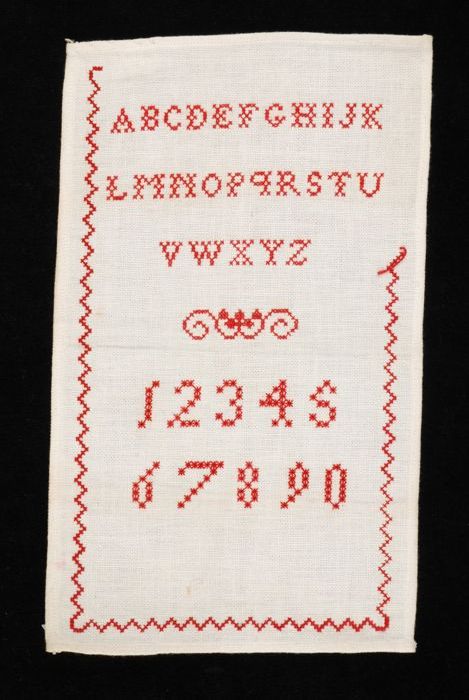 ABCDEFGHIJK
LMNOPQRSTU
VWXYZ
12345
67890